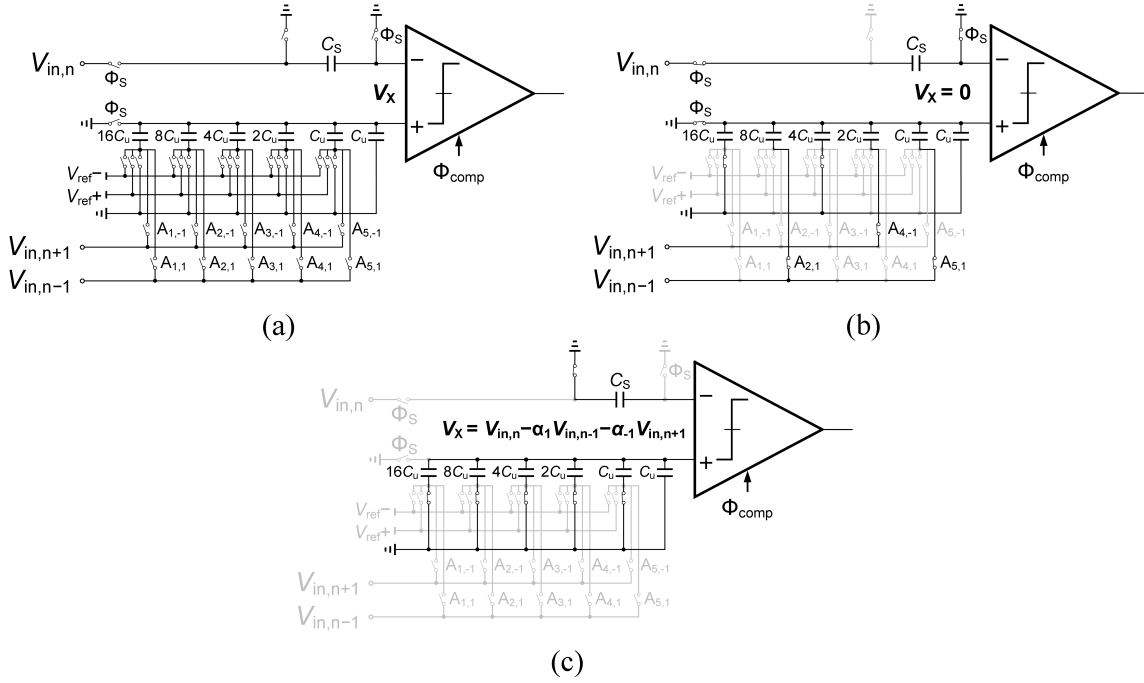 Φ_S
C_S
V_in,n
Φ_S
−
V_X
Φ_S
+
16C_u 8C_u 4C_u 2C_u C_u C_u
V_ref−
V_ref+
Φ_comp
A_1,-1 A_2,-1 A_3,-1 A_4,-1 A_5,-1
V_in,n+1
A_1,1 A_2,1 A_3,1 A_4,1 A_5,1
V_in,n−1
(a)
Φ_S
C_S
V_in,n
Φ_S
−
V_X = 0
Φ_S
+
16C_u 8C_u 4C_u 2C_u C_u C_u
V_ref−
V_ref+
Φ_comp
A_1,-1 A_2,-1 A_3,-1 A_4,-1 A_5,-1
V_in,n+1
A_1,1 A_2,1 A_3,1 A_4,1 A_5,1
V_in,n−1
(b)
Φ_S
C_S
V_in,n
Φ_S
−
V_X = V_in,n−α_1V_in,n-1−α_-1V_in,n+1
Φ_S
+
16C_u 8C_u 4C_u 2C_u C_u C_u
V_ref−
V_ref+
Φ_comp
A_1,-1 A_2,-1 A_3,-1 A_4,-1 A_5,-1
V_in,n+1
A_1,1 A_2,1 A_3,1 A_4,1 A_5,1
V_in,n−1
(c)